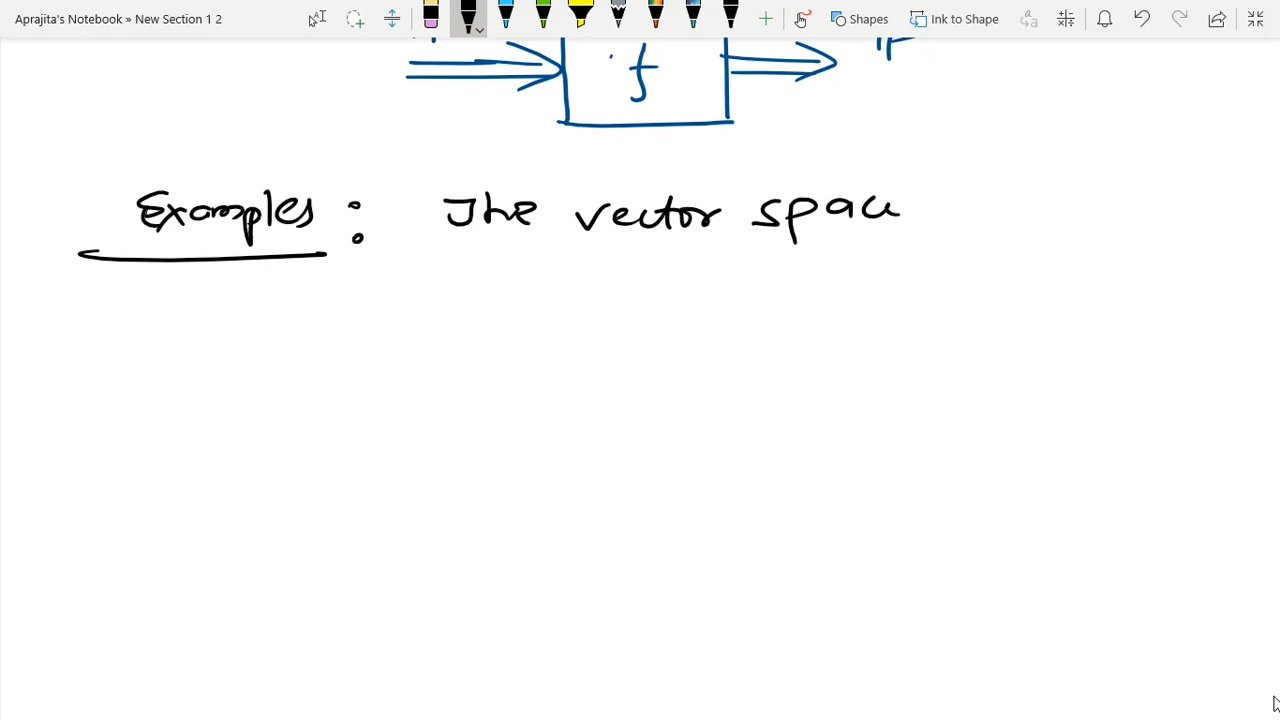 Aprajita's Notebook » New Section 1 2
Shapes
Ink to Shape
f
Examples : The vector spac